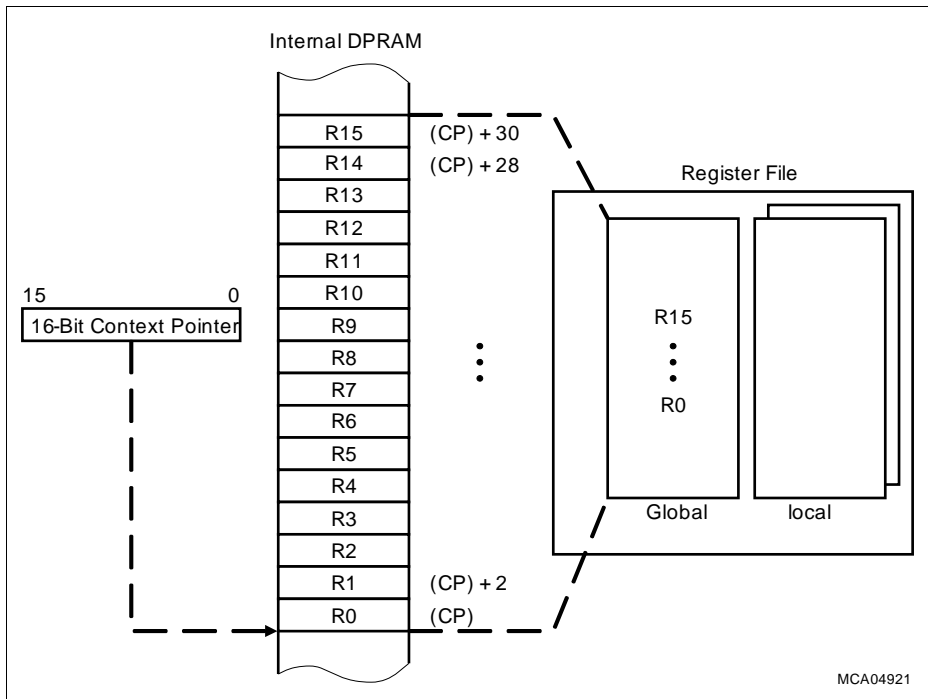 Internal DPRAM
R15 (CP) + 30
R14 (CP) + 28
R13
R12
R11
R10
R9
R8
R7
R6
R5
R4
R3
R2
R1 (CP) + 2
R0 (CP)
15 0
16-Bit Context Pointer
Register File
R15
R0
Global local
MCA04921